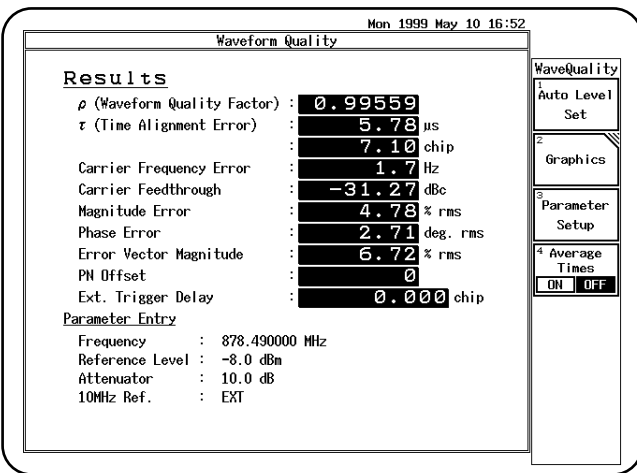 Mon 1999 May 10 16:52
Waveform Quality
Results
ρ (Waveform Quality Factor) : 0.99559
τ (Time Alignment Error) : 5.78 μs
: 7.10 chip
Carrier Frequency Error : 1.7 Hz
Carrier Feedthrough : -31.27 dBc
Magnitude Error : 4.78 % rms
Phase Error : 2.71 deg. rms
Error Vector Magnitude : 6.72 % rms
PN Offset : 0
Ext. Trigger Delay : 0.000 chip
Parameter Entry
Frequency : 878.490000 MHz
Reference Level : -8.0 dBm
Attenuator : 10.0 dB
10MHz Ref. : EXT
WaveQuality
1
Auto Level
Set
2
Graphics
3
Parameter
Setup
4 Average
Times
ON OFF